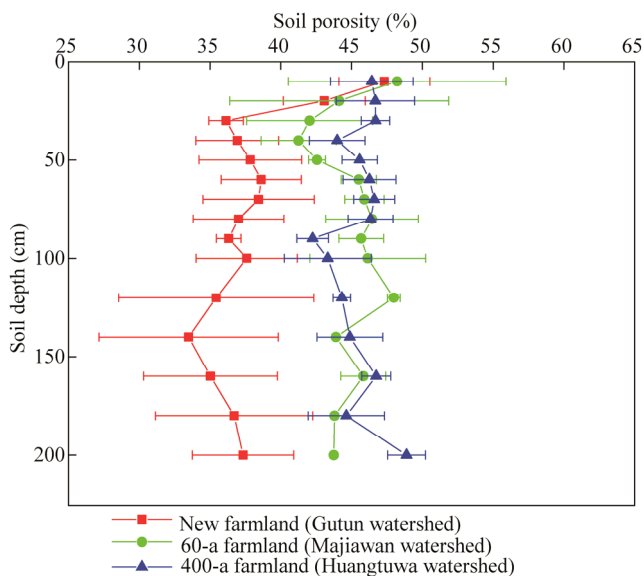 Soil porosity (%)
25 35 40 45 50 55 60 65
0
50
100
150
200
Soil depth (cm)
New farmland (Gutun watershed)
60-a farmland (Majiawan watershed)
400-a farmland (Huangtuwa watershed)